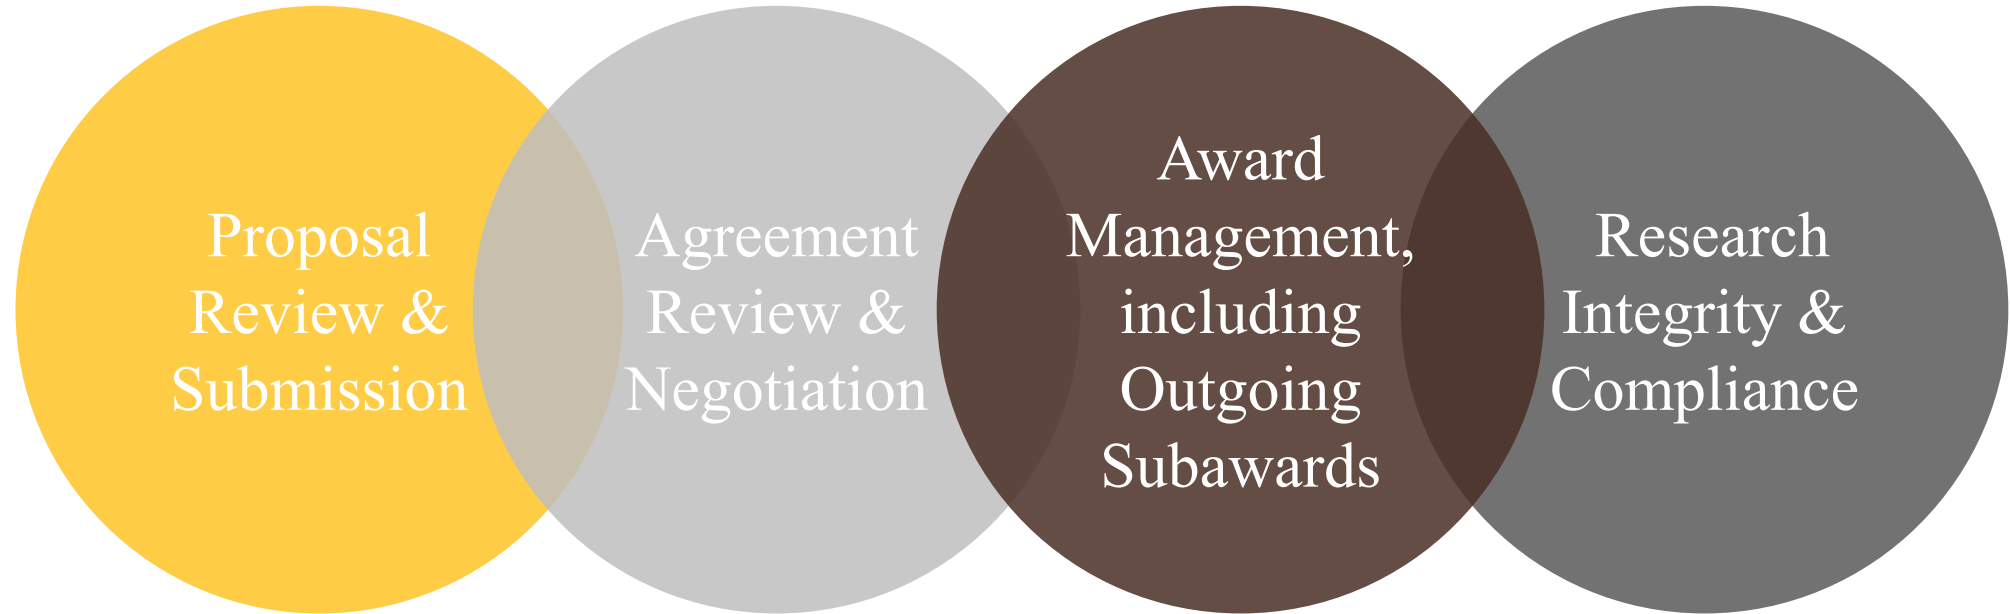 Proposal
Review &
Submission
Agreement
Review &
Negotiation
Award
Management,
including
Outgoing
Subawards
Research
Integrity &
Compliance